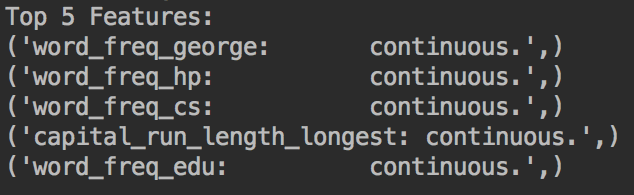 Top 5 Features:
('word_freq_george:       continuous.',)
('word_freq_hp:           continuous.',)
('word_freq_cs:           continuous.',)
('capital_run_length_longest: continuous.',)
('word_freq_edu:          continuous.',)